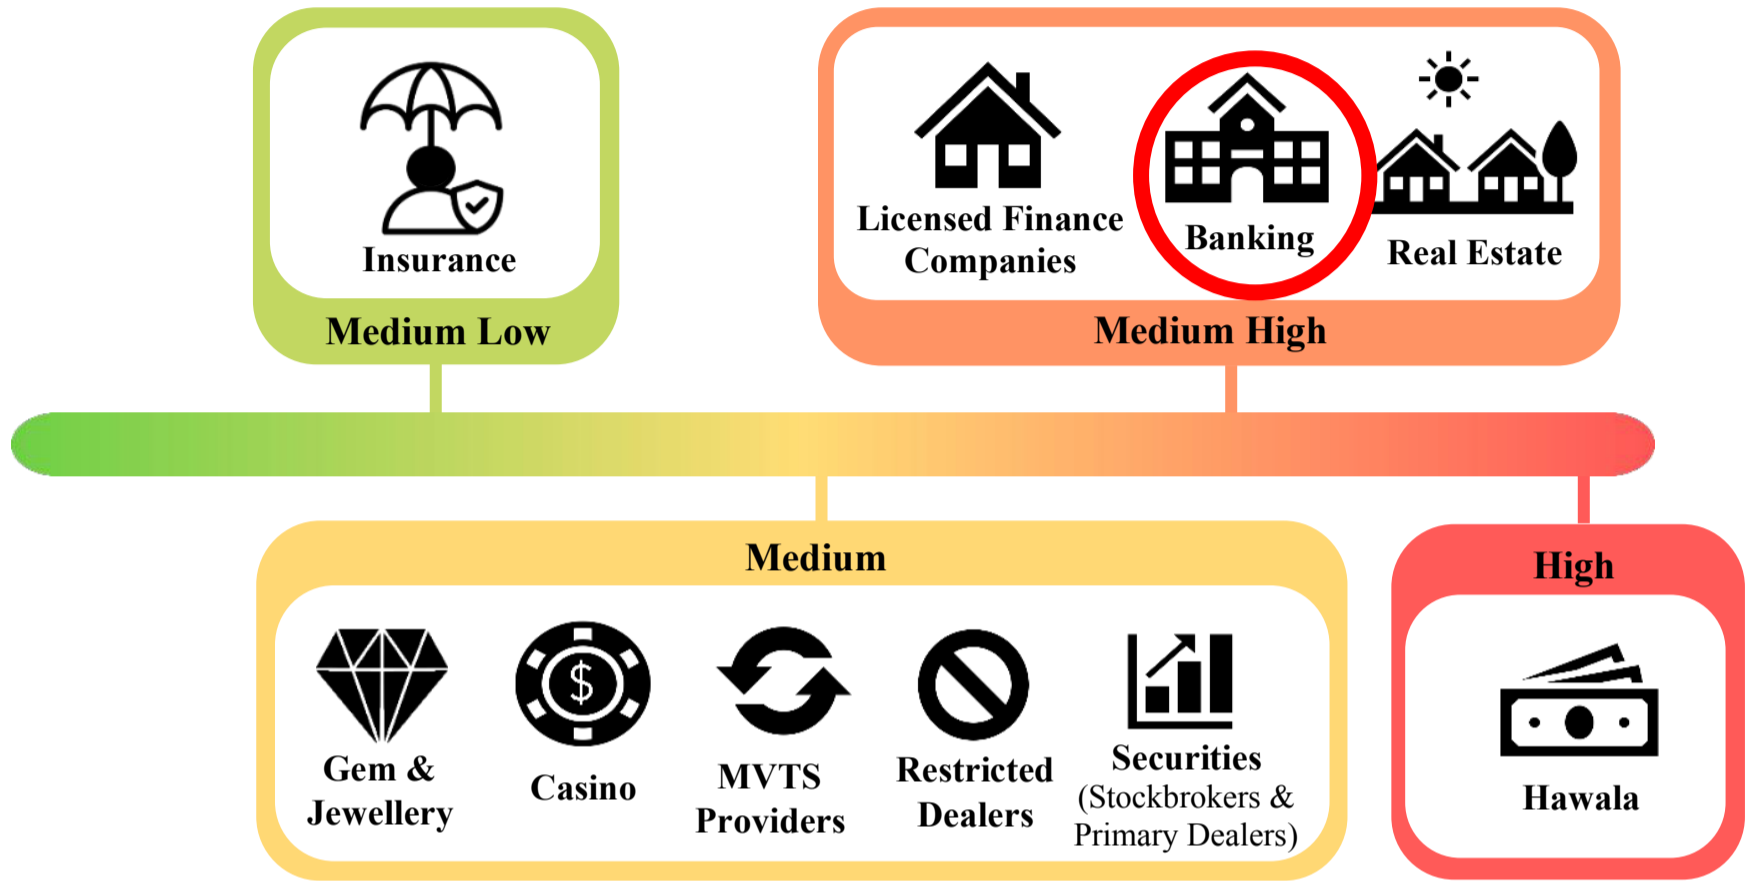 Insurance
Medium Low
Licensed Finance
Companies
Banking
Real Estate
Medium High
Medium
Gem &
Jewellery
$
Casino
MVTS
Providers
Restricted
Dealers
Securities
(Stockbrokers &
Primary Dealers)
High
Hawala